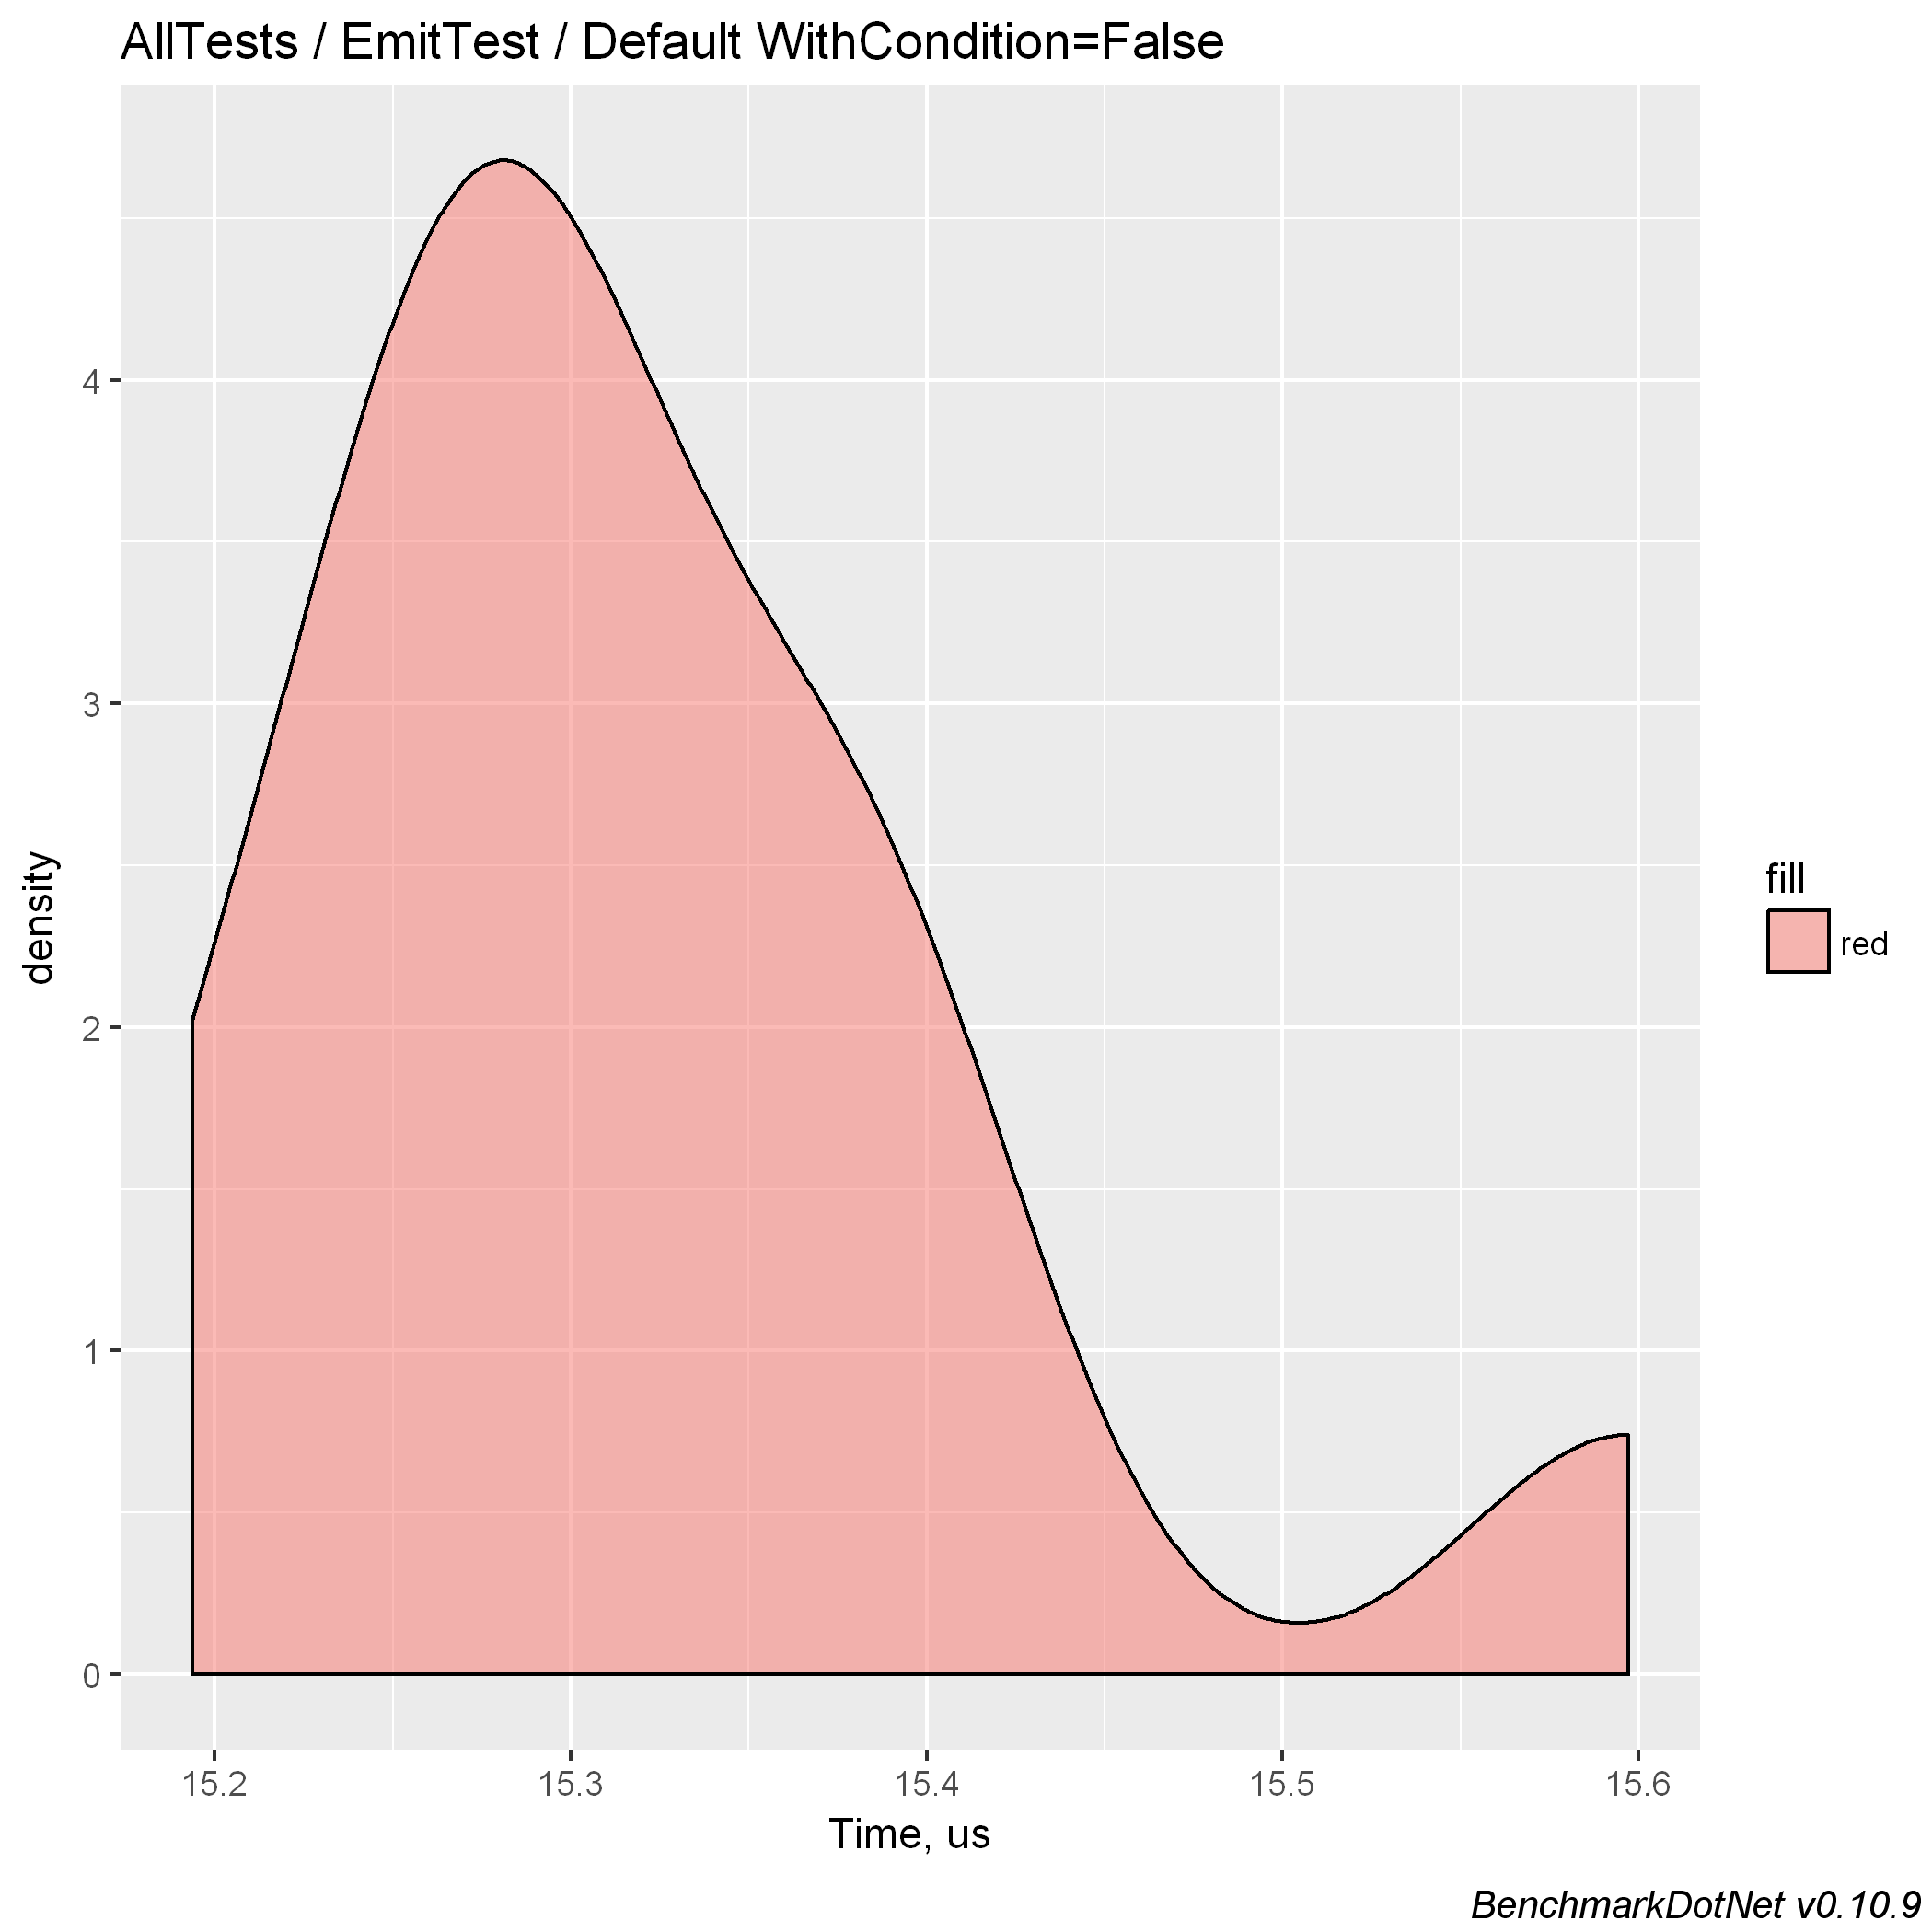 AllTests / EmitTest / Default WithCondition=False
density
4
3
2
1
0
15.2 15.3 15.4 15.5 15.6
Time, us
fill
red
BenchmarkDotNet v0.10.9